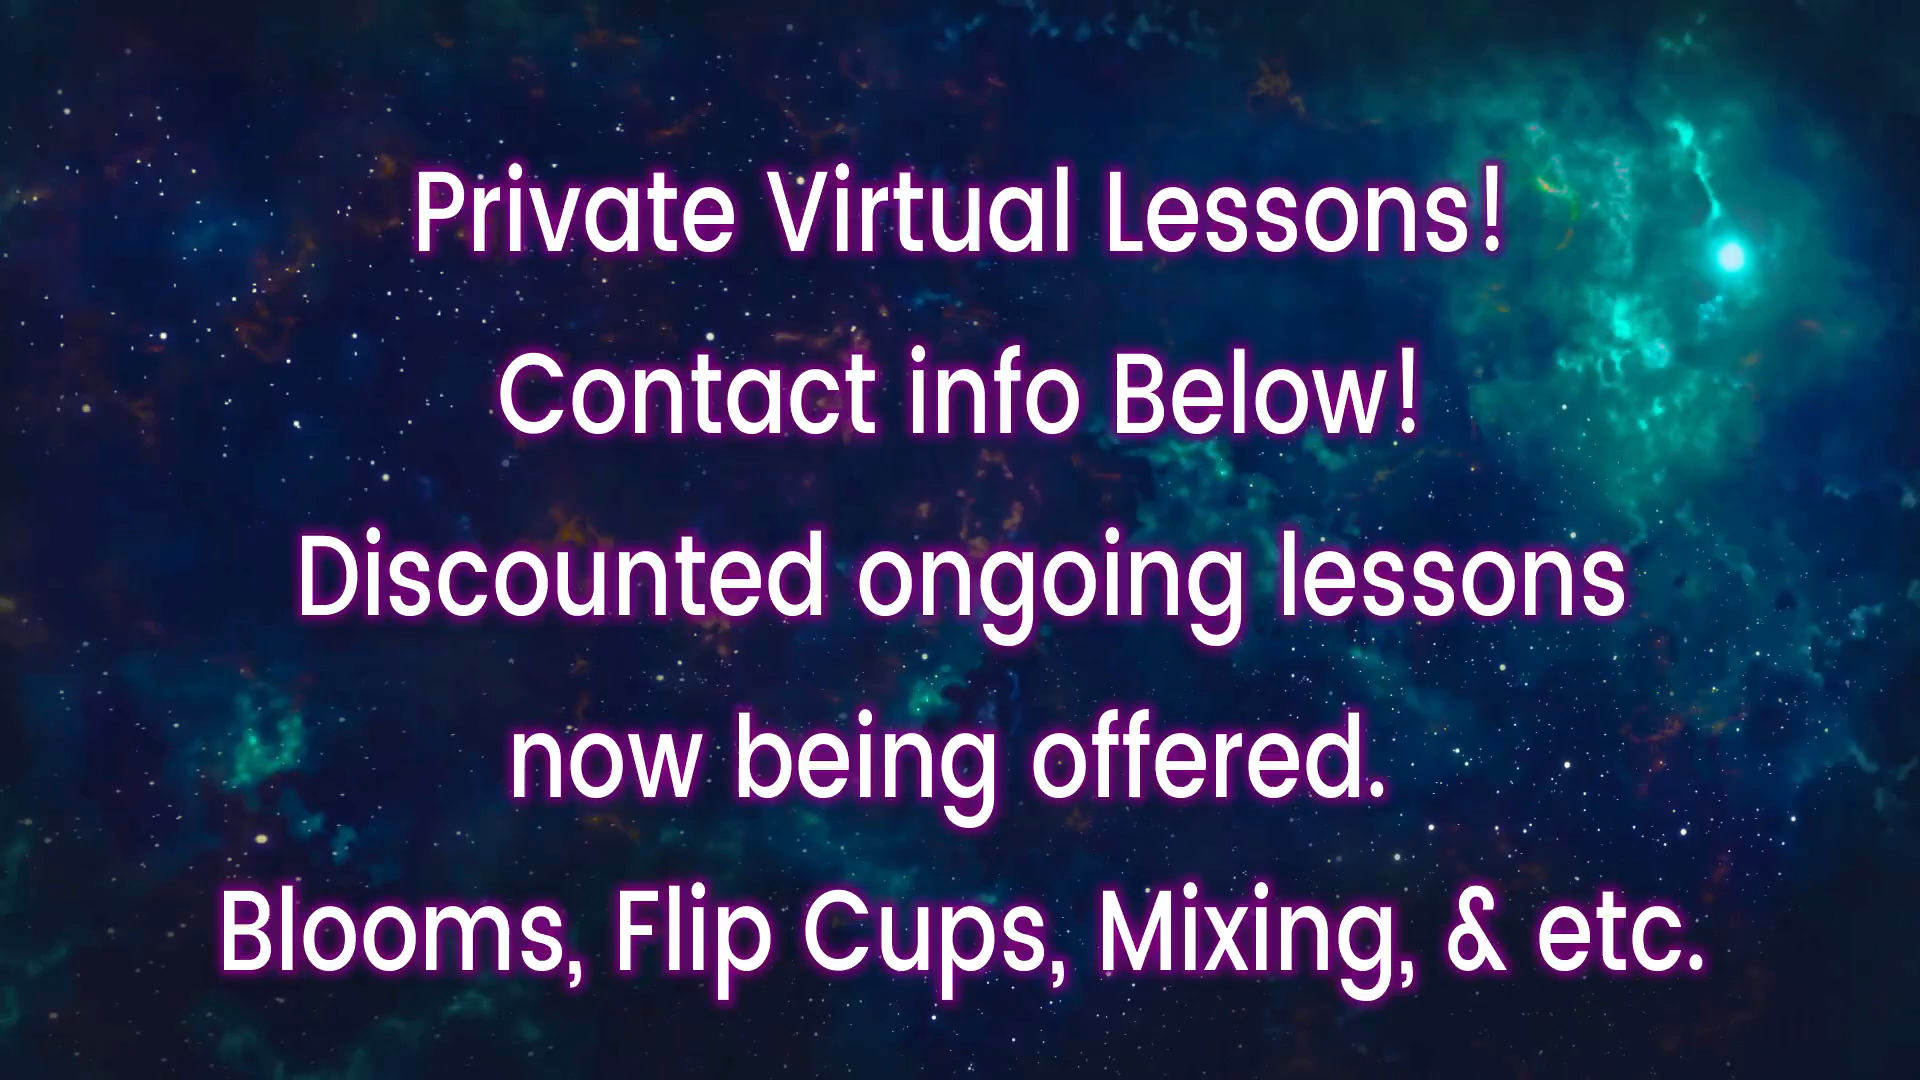 Private Virtual Lessons!
Contact info Below!
Discounted ongoing lessons
now being offered.
Blooms, Flip Cups, Mixing, & etc.